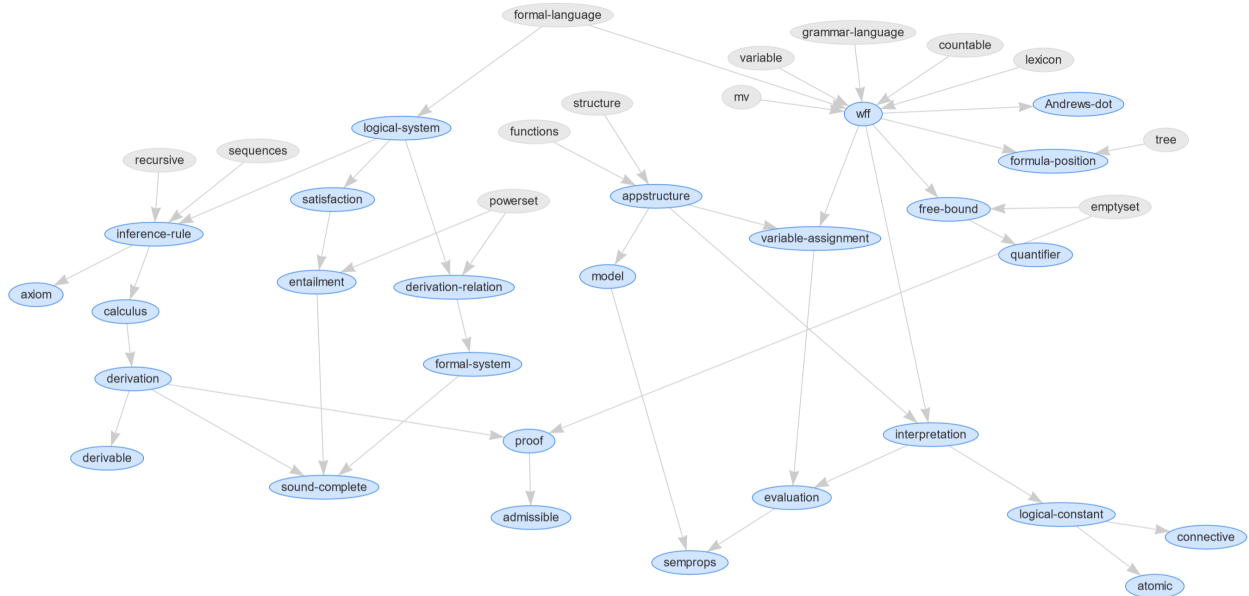 formal-language
grammar-language
countable
variable
lexicon
mv
structure
Andrews-dot
wff
logical-system
functions
tree
sequences
recursive
formula-position
appstructure
satisfaction
powerset
emptyset
free-bound
inference-rule
variable-assignment
quantifier
model
entailment
derivation-relation
axiom
calculus
formal-system
derivation
interpretation
proof
derivable
sound-complete
evaluation
logical-constant
admissible
connective
semprops
atomic